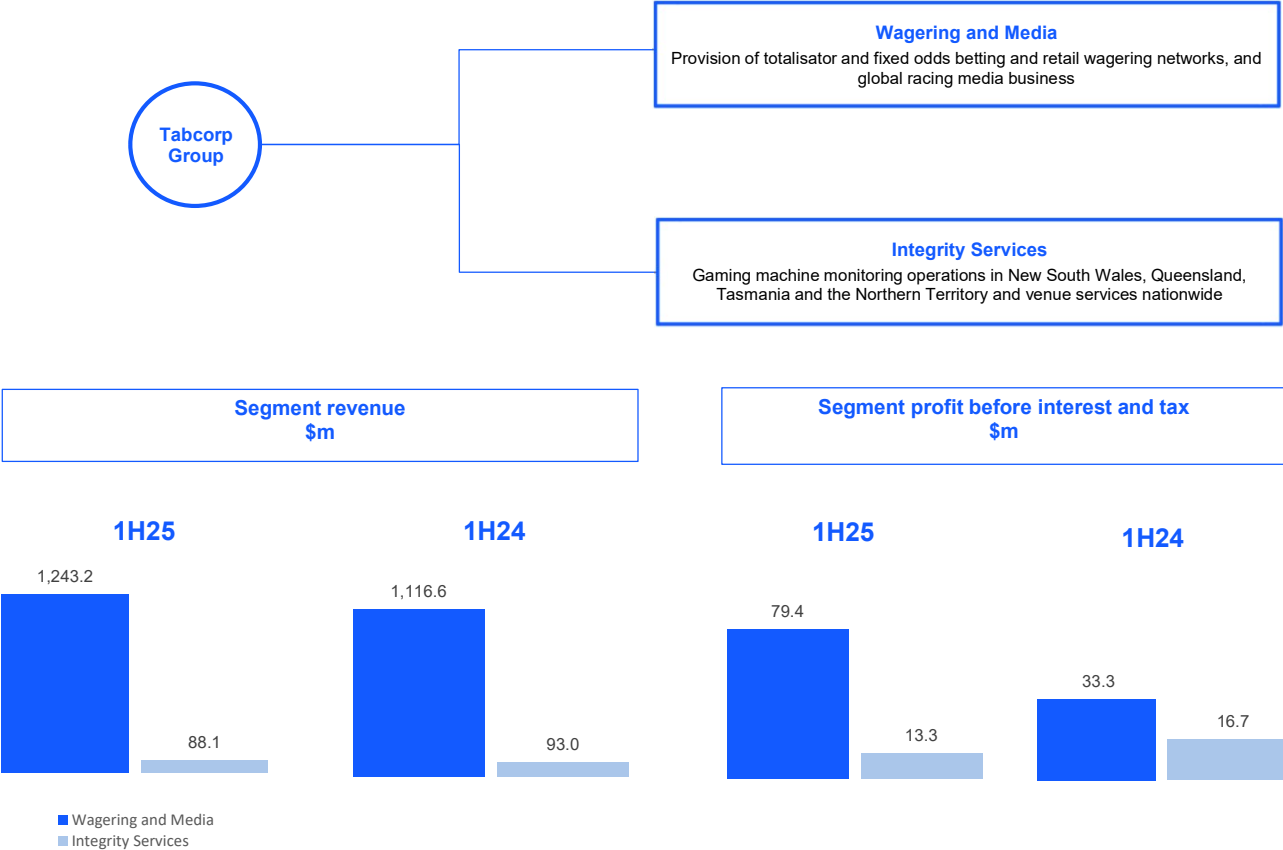 Wagering and Media
Provision of totalisator and fixed odds betting and retail wagering networks, and
global racing media business
Tabcorp
Group
Integrity Services
Gaming machine monitoring operations in New South Wales, Queensland,
Tasmania and the Northern Territory and venue services nationwide
Segment revenue
$m
Segment profit before interest and tax
$m
1H25
1H24
1H25
1H24
1,243.2
88.1
1,116.6
93.0
79.4
13.3
33.3
16.7
Wagering and Media
Integrity Services